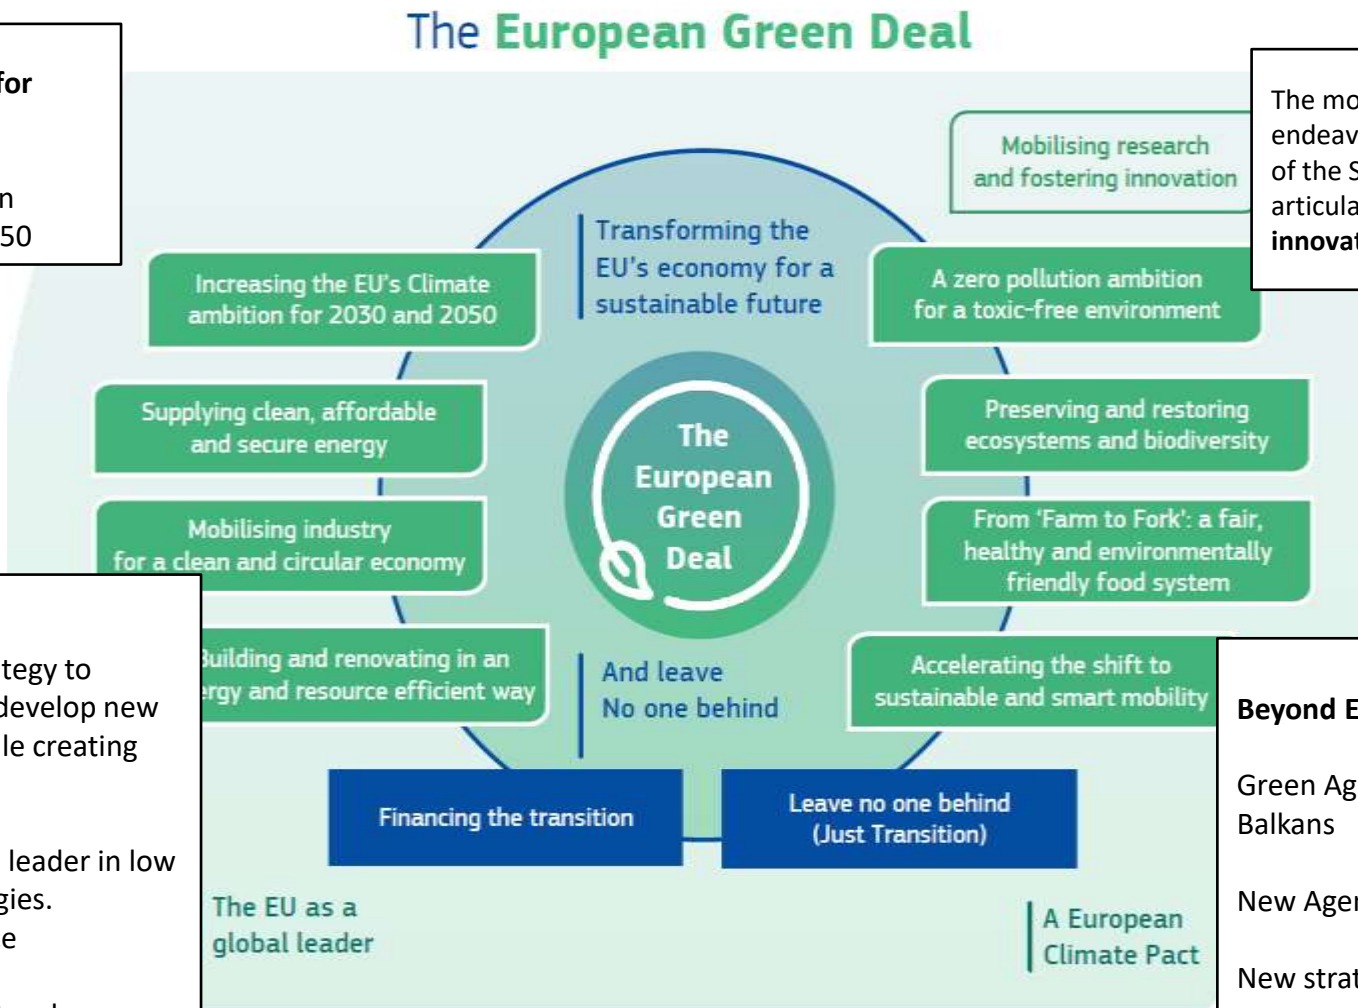 The European Green Deal
for
n
50
The mo
endeav
of the S
articula
innovat
Mobilising research
and fostering innovation
Transforming the
EU's economy for a
sustainable future
Increasing the EU's Climate
ambition for 2030 and 2050
A zero pollution ambition
for a toxic-free environment
Supplying clean, affordable
and secure energy
Preserving and restoring
ecosystems and biodiversity
The
European
Green
Deal
Mobilising industry
for a clean and circular economy
From 'Farm to Fork': a fair,
healthy and environmentally
friendly food system
Building and renovating in an
ergy and resource efficient way
Accelerating the shift to
sustainable and smart mobility
And leave
No one behind
tegy to
develop new
le creating
leader in low
gies.
e
Beyond E
Green Ag
Balkans
New Ager
New strat
Financing the transition
Leave no one behind
(Just Transition)
The EU as a
global leader
A European
Climate Pact